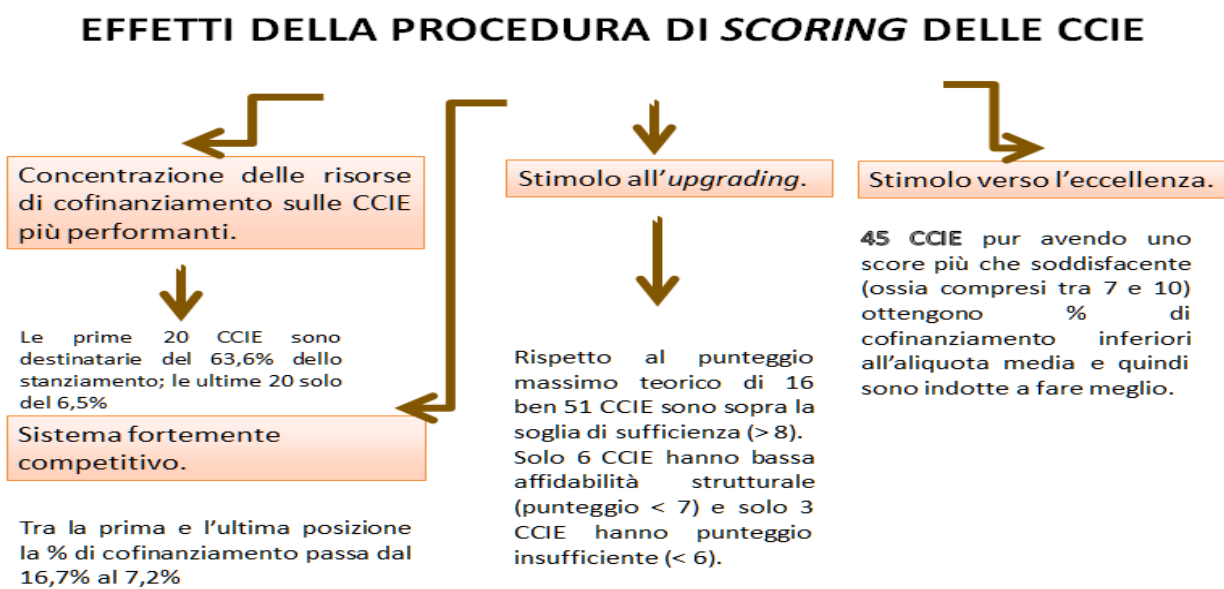 EFFETTI DELLA PROCEDURA DI SCORING DELLE CCIE
Concentrazione delle risorse
di cofinanziamento sulle CCIE
più performanti.
Le prime 20 CCIE sono
destinatarie del 63,6% dello
stanziamento; le ultime 20 solo
del 6,5%
Sistema fortemente
competitivo.
Tra la prima e l'ultima posizione
la % di cofinanziamento passa dal
16,7% al 7,2%
Stimolo all'upgrading.
Rispetto al punteggio
massimo teorico di 16
ben 51 CCIE sono sopra la
soglia di sufficienza (> 8).
Solo 6 CCIE hanno bassa
affidabilità strutturale
(punteggio < 7) e solo 3
CCIE hanno punteggio
insufficiente (< 6).
Stimolo verso l'eccellenza.
45 CCIE pur avendo uno
score più che soddisfacente
(ossia compresi tra 7 e 10)
ottengono % di
cofinanziamento inferiori
all'aliquota media e quindi
sono indotte a fare meglio.